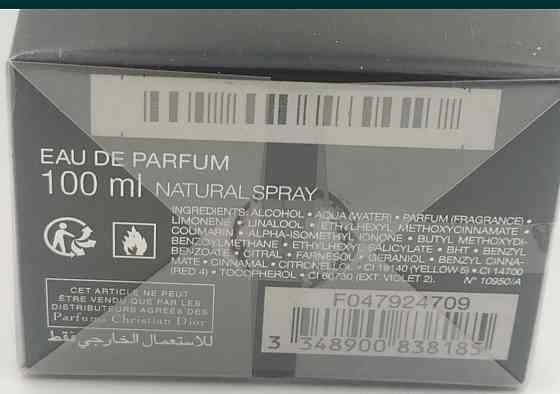 EAU DE PARFUM
100 ml NATURAL SPRAY
INGREDIENTS: ALCOHOL • AQUA (WATER) • PARFUM (FRAGRANCE) •
LIMONENE • LINALOOL • ETHYLHEXYL METHOXYCINNAMATE •
COUMARIN • ALPHA-ISOMETHYL IONONE • BUTYL METHOXYDI-
BENZOYLMETHANE • ETHYLHEXYL SALICYLATE • BHT • BENZYL
BENZOATE • CITRAL • FARNESOL • GERANIOL • BENZYL CINNA-
MATE • CINNAMAL • CITRONELLOL • CI 19140 (YELLOW 5) • CI 14700
(RED 4) • TOCOPHEROL • CI 60730 (EXT. VIOLET 2). N° 10950/A
CET ARTICLE NE PEUT
ÊTRE VENDU QUE PAR LES
DISTRIBUTEURS AGRÉÉS DES
Parfums Christian Dior
للاستعمال الخارجي فقط
F047924709
3 348900 838185